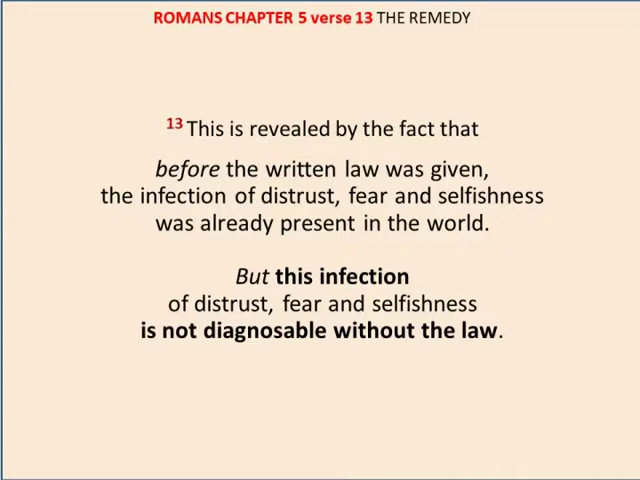 ROMANS CHAPTER 5 verse 13 THE REMEDY
13 This is revealed by the fact that
before the written law was given,
the infection of distrust, fear and selfishness
was already present in the world.
But this infection
of distrust, fear and selfishness
is not diagnosable without the law.